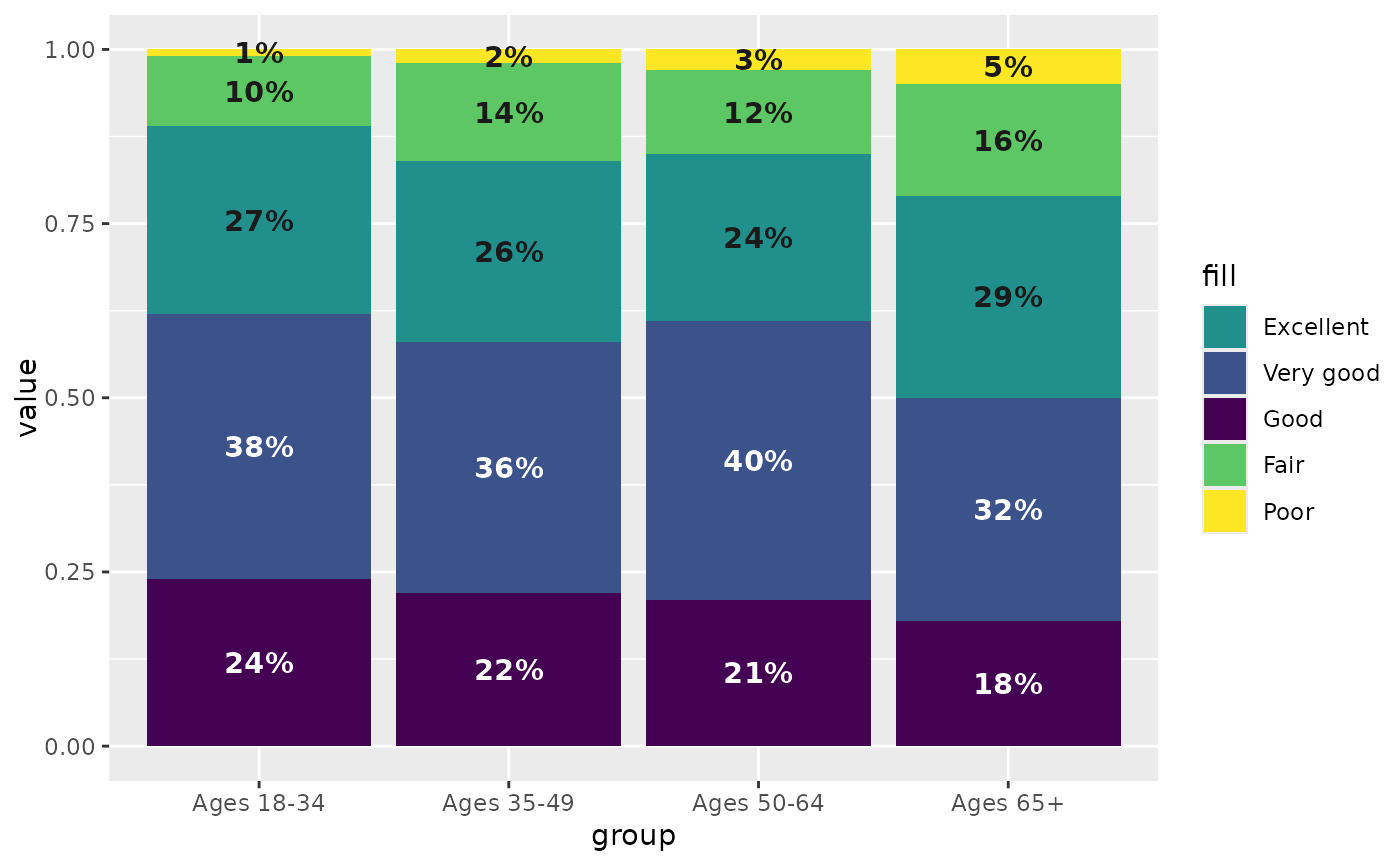 1.00
0.75
0.50
0.25
0.00
value
1% 2% 3% 5%
10% 14% 12% 16%
27% 26% 24% 29%
38% 36% 40% 32%
24% 22% 21% 18%
Ages 18-34 Ages 35-49 Ages 50-64 Ages 65+
group
fill
Excellent
Very good
Good
Fair
Poor